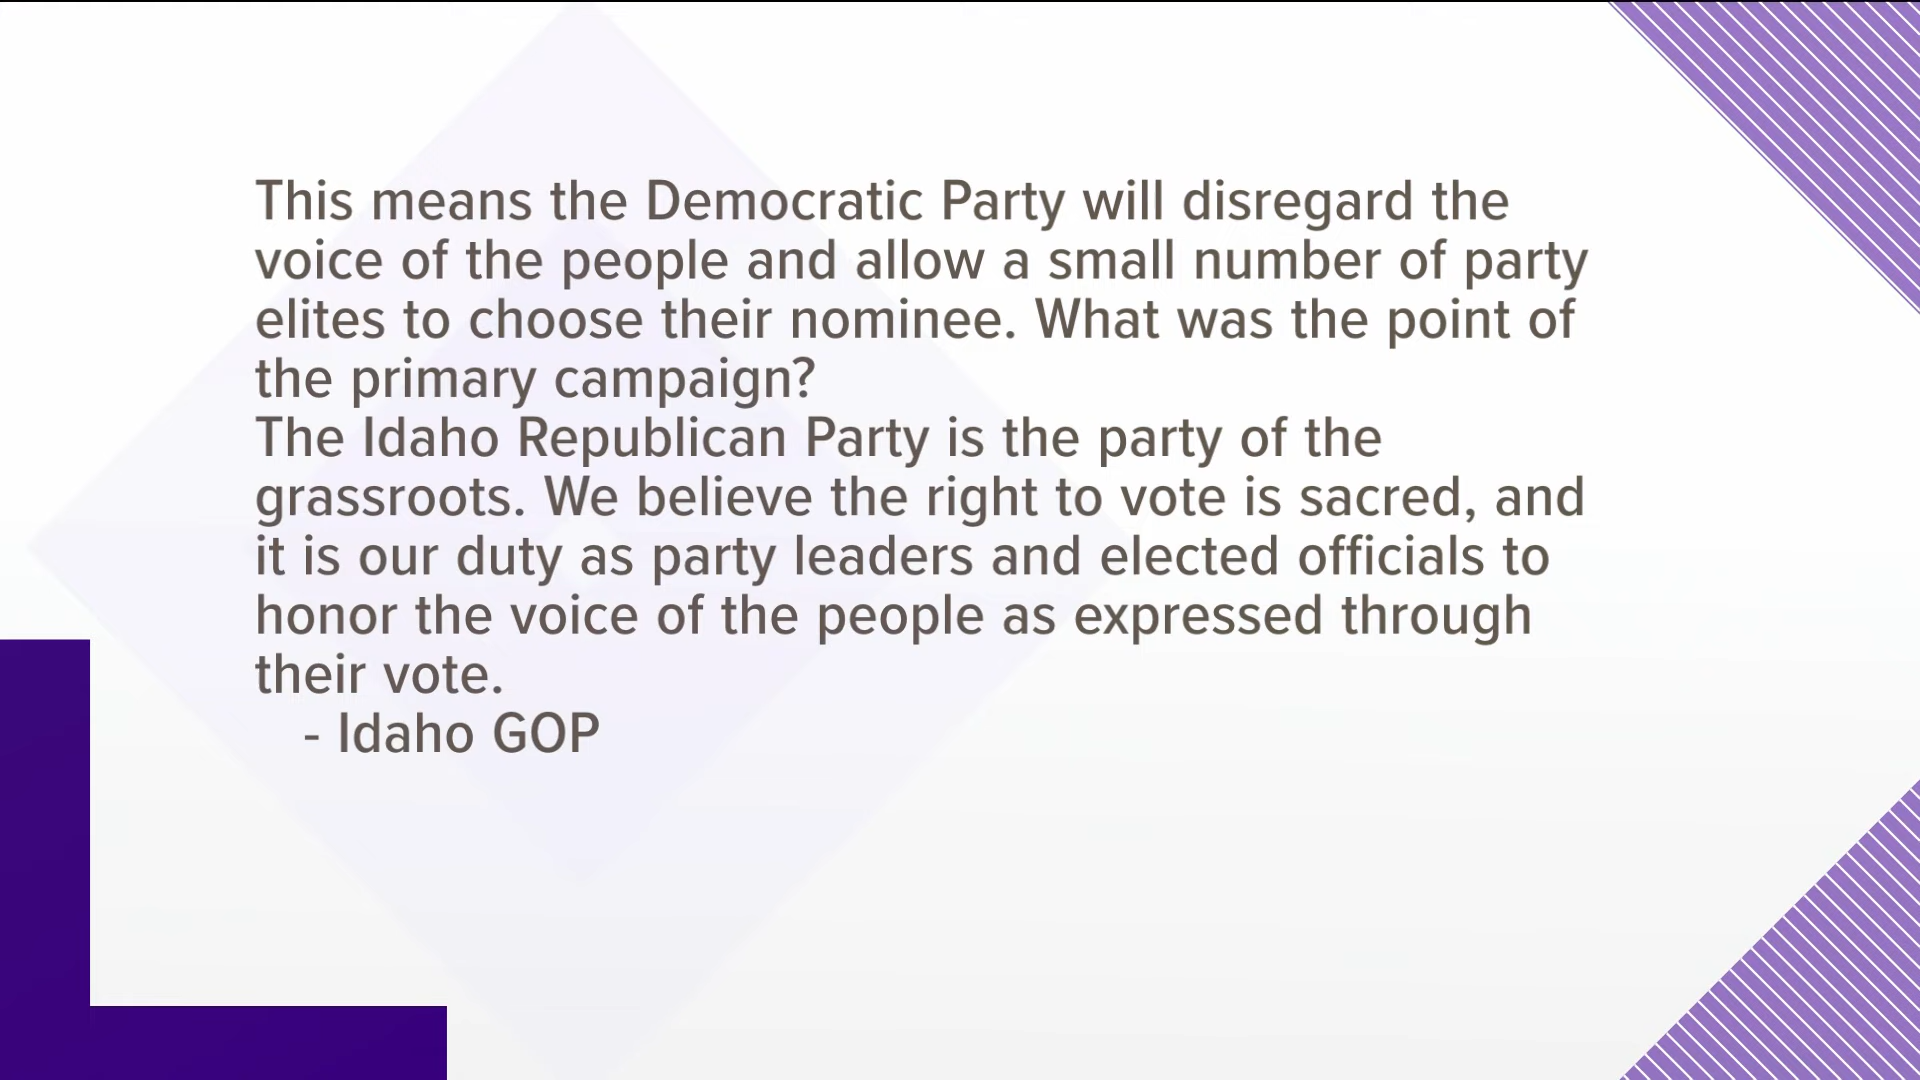 This means the Democratic Party will disregard the
voice of the people and allow a small number of party
elites to choose their nominee. What was the point of
the primary campaign?
The Idaho Republican Party is the party of the
grassroots. We believe the right to vote is sacred, and
it is our duty as party leaders and elected officials to
honor the voice of the people as expressed through
their vote.
- Idaho GOP